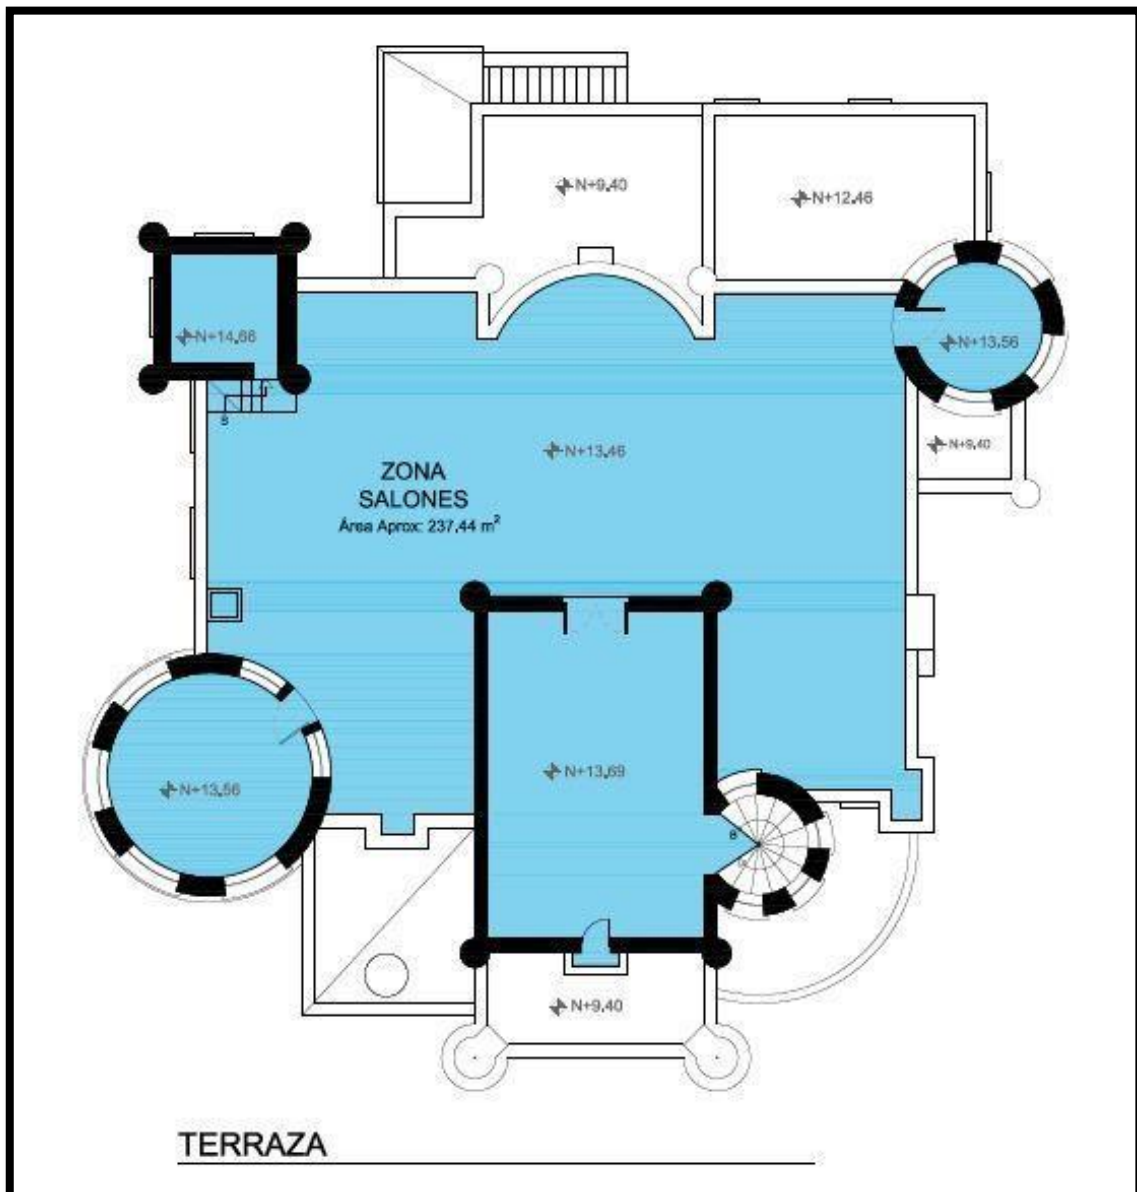 N+9.40
N+12.46
N+14.66
N+13.56
N+13.46
N+9.40
ZONA
SALONES
Área Aprox: 237.44 m²
N+13.69
N+13.56
N+9.40
TERRAZA